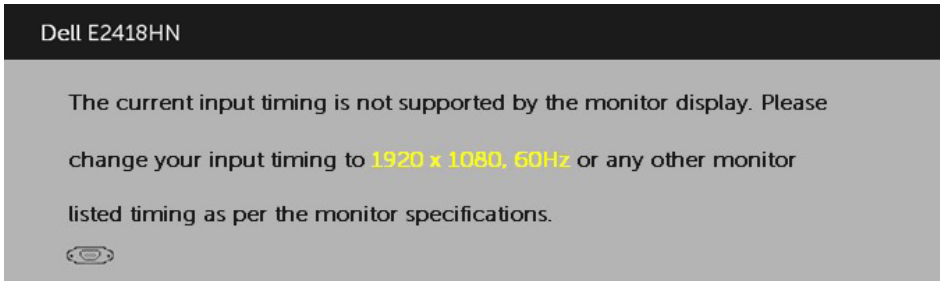 Dell E2418HN
The current input timing is not supported by the monitor display. Please
change your input timing to 1920 x 1080, 60Hz or any other monitor
listed timing as per the monitor specifications.